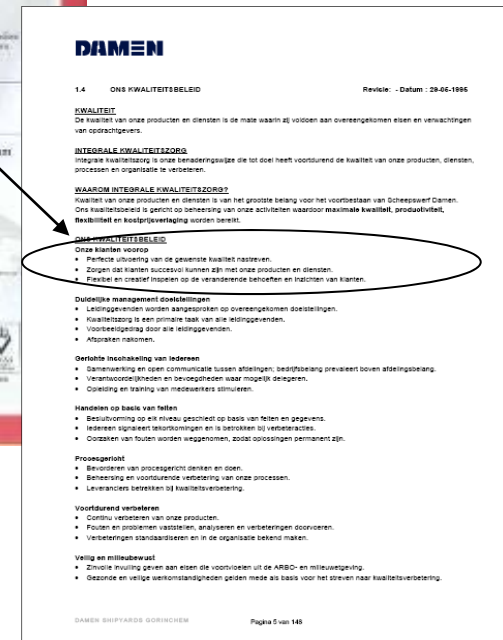 DAMEN
1.4 ONS KWALITEITSBELEID Revisie: - Datum : 29-05-1995
KWALITEIT
De kwaliteit van onze producten en diensten is de mate waarin zij voldoen aan overeengekomen eisen en verwachtingen
van opdrachtgevers.
INTEGRALE KWALITEITSZORG
Integrale kwaliteitszorg is onze benaderingswijze die tot doel heeft voortdurend de kwaliteit van onze producten, diensten,
processen en organisatie te verbeteren.
WAAROM INTEGRALE KWALITEITSZORG?
Kwaliteit van onze producten en diensten is van het grootste belang voor het voortbestaan van Scheepswerf Damen.
Ons kwaliteitsbeleid is gericht op beheersing van onze activiteiten waardoor maximale kwaliteit, productiviteit,
flexibiliteit en kostprijsverlaging worden bereikt.
ONS KWALITEITSBELEID
Onze klanten voorop
• Perfecte uitvoering van de gewenste kwaliteit nastreven.
• Zorgen dat klanten succesvol kunnen zijn met onze producten en diensten.
• Flexibel en creatief inspelen op de veranderende behoeften en inzichten van klanten.
Duidelijke management doelstellingen
• Leidinggevenden worden aangesproken op overeengekomen doelstellingen.
• Kwaliteitszorg is een primaire taak van alle leidinggevenden.
• Voorbeeldgedrag door alle leidinggevenden.
• Afspraken nakomen.
Gerichte inschakeling van iedereen
• Samenwerking en open communicatie tussen afdelingen; bedrijfsbelang prevaleert boven afdelingsbelang.
• Verantwoordelijkheden en bevoegdheden waar mogelijk delegeren.
• Opleiding en training van medewerkers stimuleren.
Handelen op basis van feiten
• Besluitvorming op elk niveau geschiedt op basis van feiten en gegevens.
• Iedereen signaleert tekortkomingen en is betrokken bij verbeteracties.
• Oorzaken van fouten worden weggenomen, zodat oplossingen permanent zijn.
Procesgericht
• Bevorderen van procesgericht denken en doen.
• Beheersing en voortdurende verbetering van onze processen.
• Leveranciers betrekken bij kwaliteitsverbetering.
Voortdurend verbeteren
• Continu verbeteren van onze producten.
• Fouten en problemen vaststellen, analyseren en verbeteringen doorvoeren.
• Verbeteringen standaardiseren en in de organisatie bekend maken.
Veilig en milieubewust
• Zinvolle invulling geven aan eisen die voortvloeien uit de ARBO- en milieuwetgeving.
• Gezonde en veilige werkomstandigheden gelden mede als basis voor het streven naar kwaliteitsverbetering.
DAMEN SHIPYARDS GORINCHEM Pagina 5 van 148